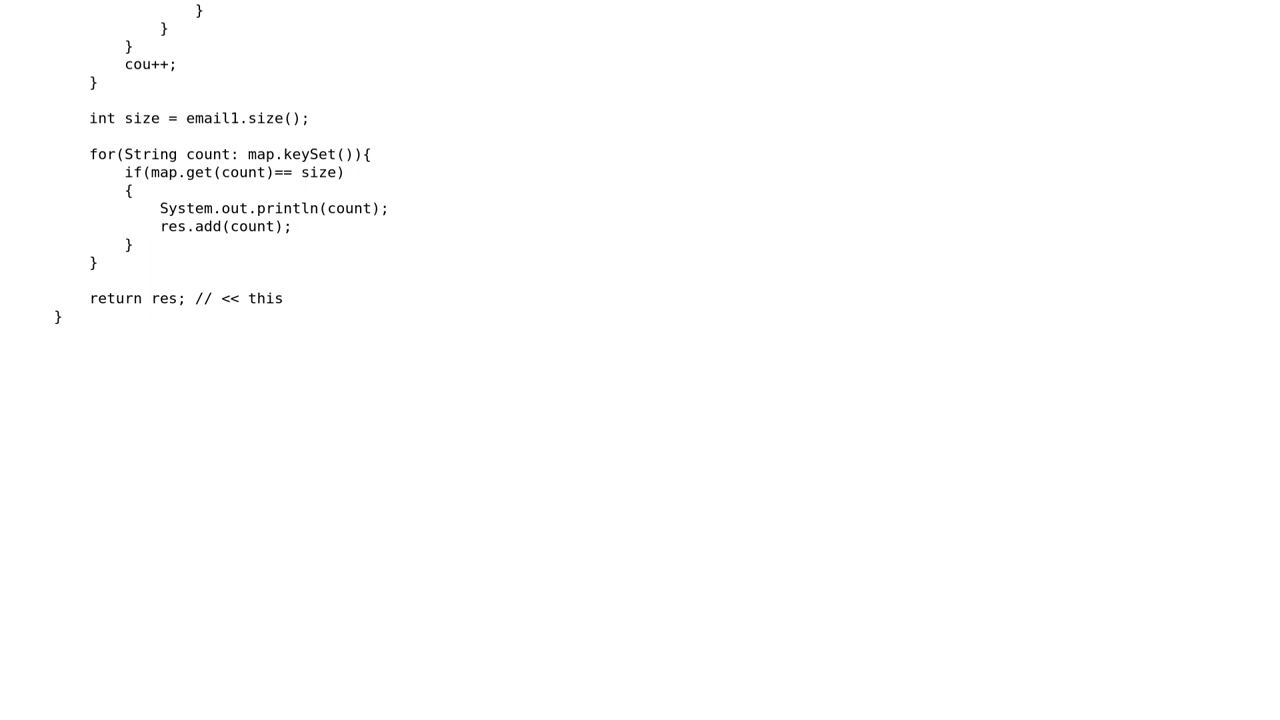 }
            }
        }
        cou++;
    }

    int size = email1.size();

    for(String count: map.keySet()){
        if(map.get(count)== size)
        {
            System.out.println(count);
            res.add(count);
        }
    }

    return res; // << this
}